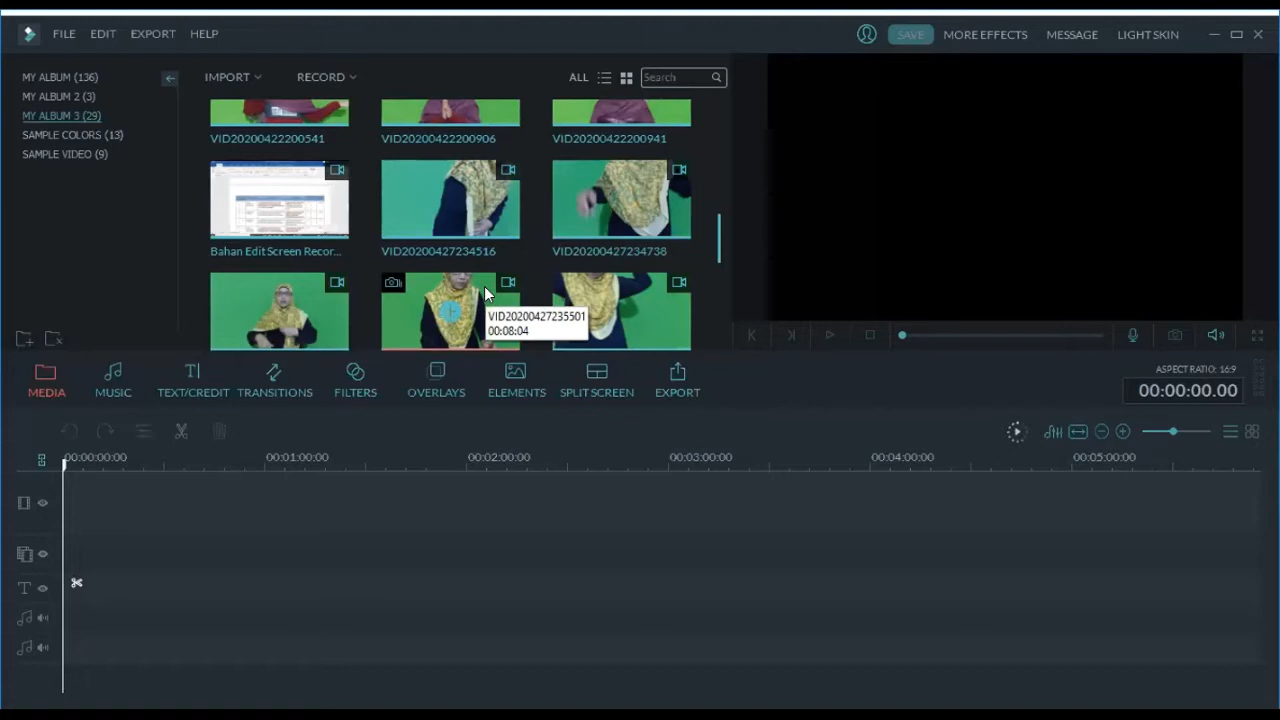 FILE EDIT EXPORT HELP
SAVE MORE EFFECTS MESSAGE LIGHT SKIN
MY ALBUM (136)
MY ALBUM 2 (3)
MY ALBUM 3 (29)
SAMPLE COLORS (13)
SAMPLE VIDEO (9)
IMPORT RECORD ALL Search
VID20200422200541 VID20200422200906 VID20200422200941
Bahan Edit Screen Recor... VID20200427234516 VID20200427234738
VID20200427235501
00:08:04
MEDIA MUSIC TEXT/CREDIT TRANSITIONS FILTERS OVERLAYS ELEMENTS SPLIT SCREEN EXPORT
ASPECT RATIO: 16:9
00:00:00.00
00:00:00:00 00:01:00:00 00:02:00:00 00:03:00:00 00:04:00:00 00:05:00:00